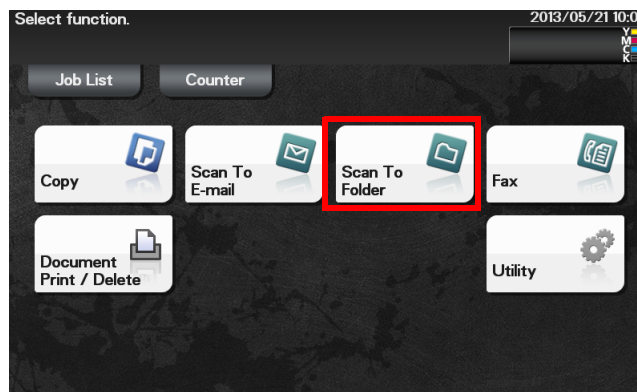 Select function.
2013/05/21 10:0
Y
M
C
K
Job List
Counter
Copy
Scan To
E-mail
Scan To
Folder
Fax
Document
Print / Delete
Utility